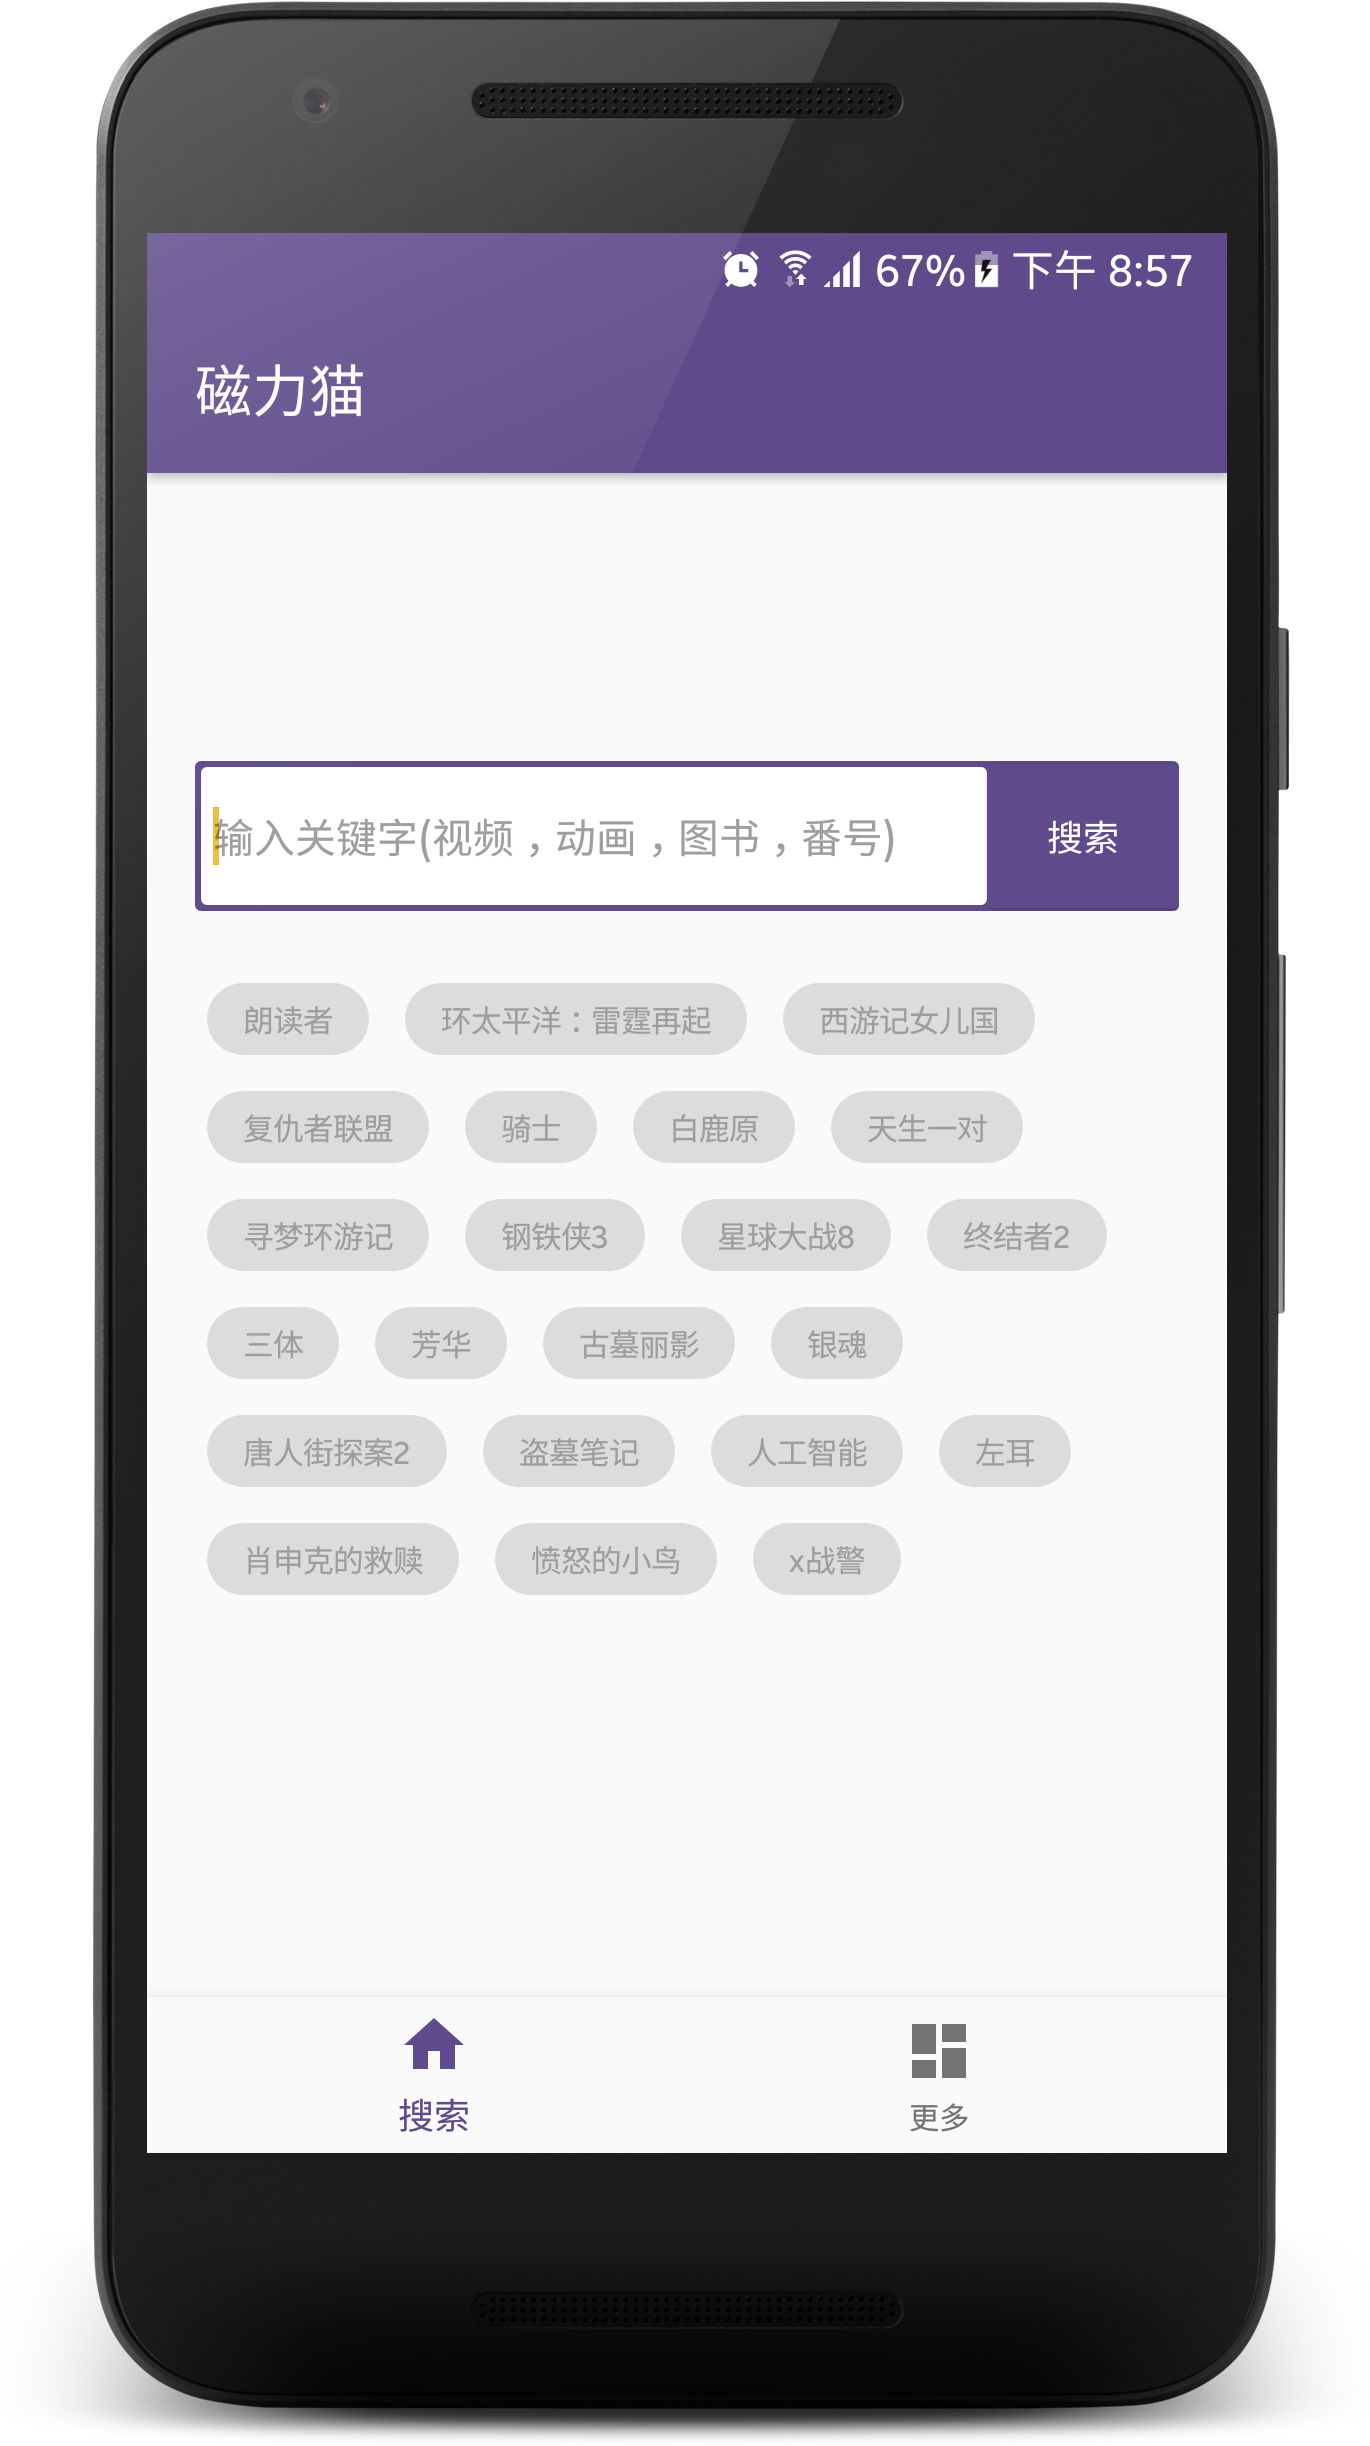 67% 下午 8:57
磁力猫
输入关键字(视频，动画，图书，番号) 搜索
朗读者 环太平洋：雷霆再起 西游记女儿国
复仇者联盟 骑士 白鹿原 天生一对
寻梦环游记 钢铁侠3 星球大战8 终结者2
三体 芳华 古墓丽影 银魂
唐人街探案2 盗墓笔记 人工智能 左耳
肖申克的救赎 愤怒的小鸟 x战警
搜索 更多